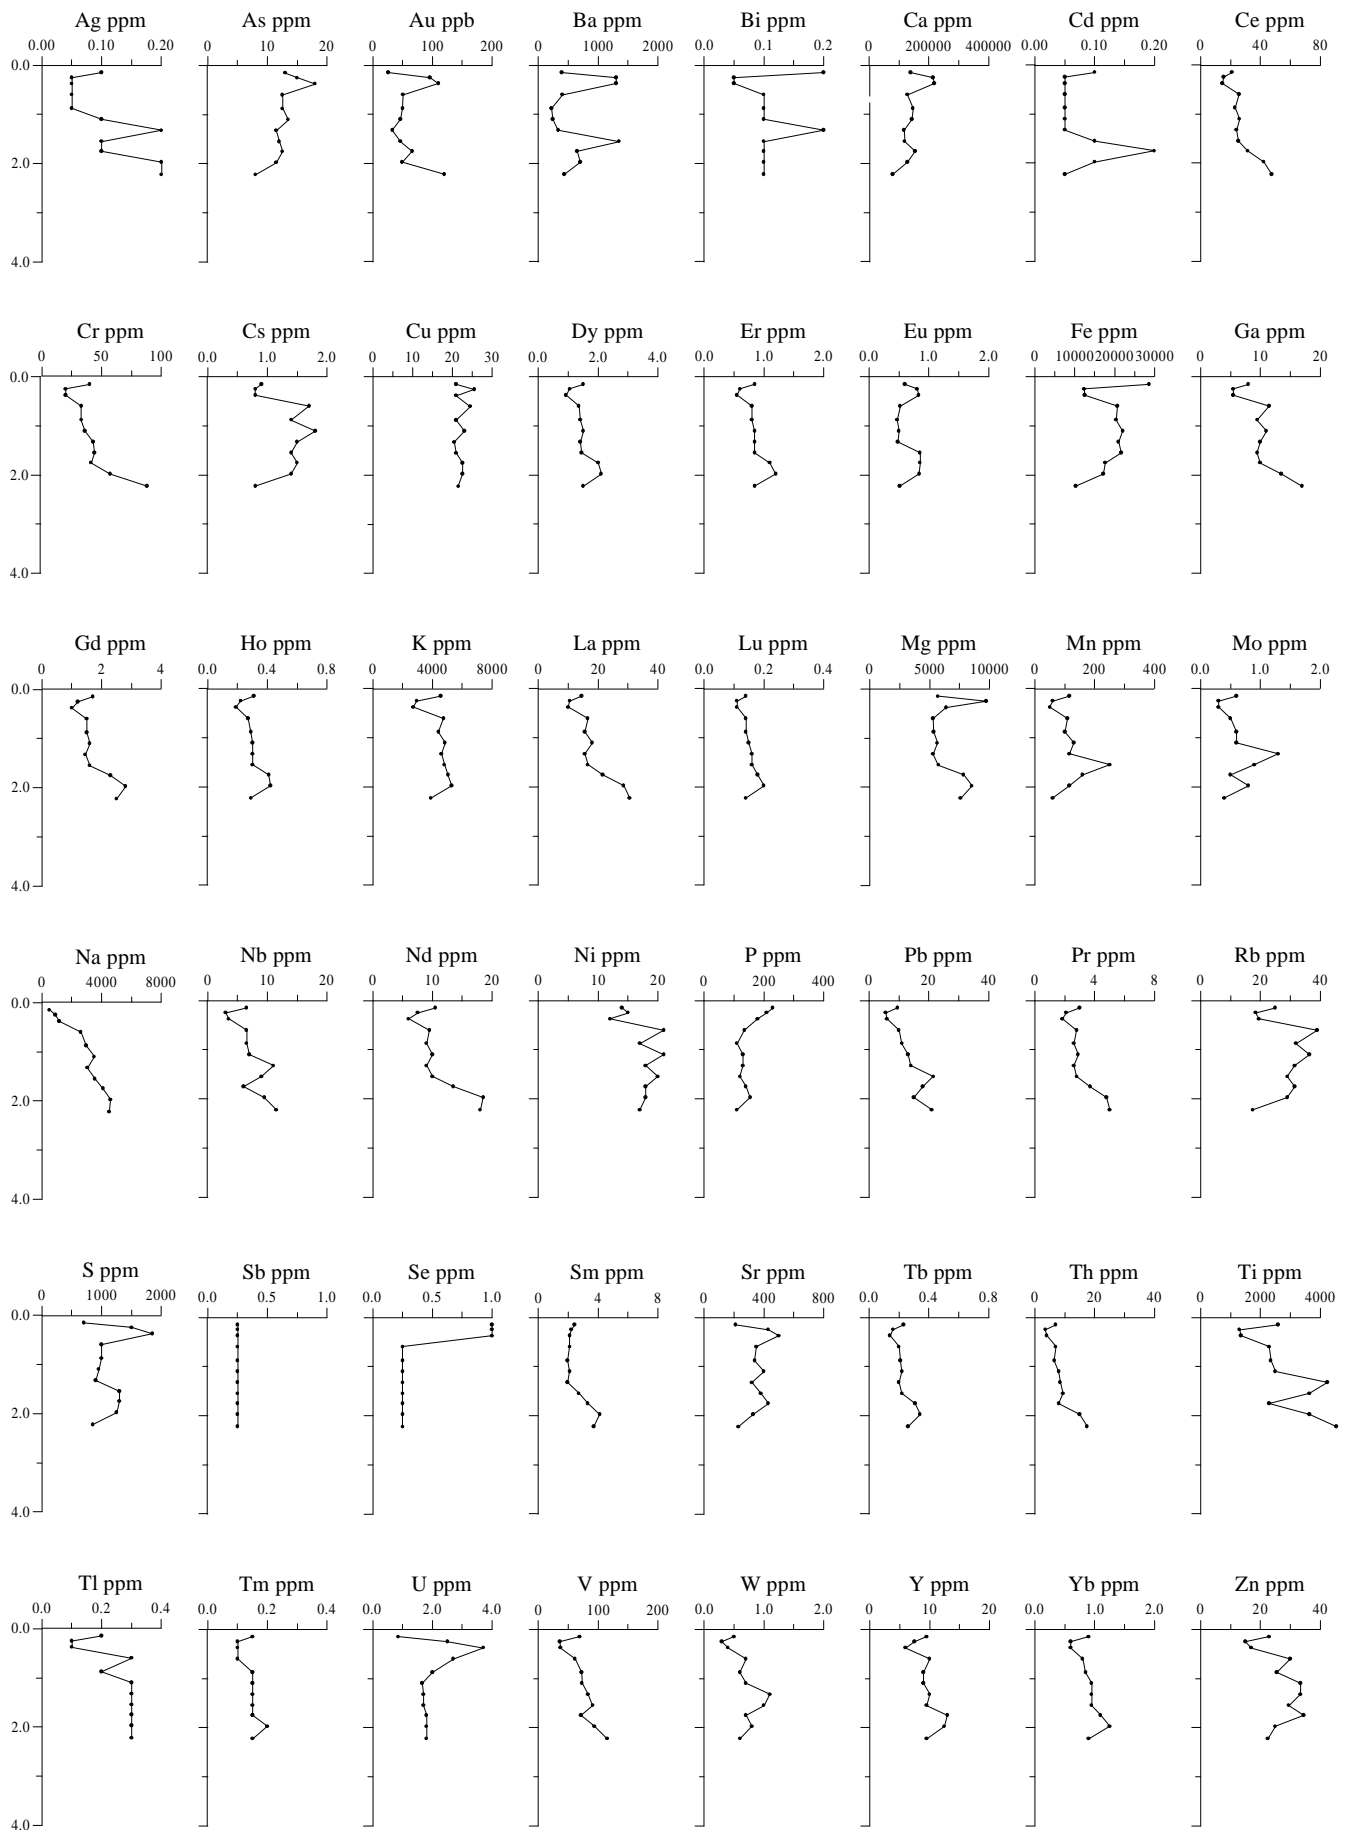 Ag ppm As ppm Au ppb Ba ppm Bi ppm Ca ppm Cd ppm Ce ppm
0.00 0.10 0.20 0 10 20 0 100 200 0 1000 2000 0.0 0.1 0.2 0 200000 400000 0.00 0.10 0.20 0 40 80
0.0
2.0
4.0
Cr ppm Cs ppm Cu ppm Dy ppm Er ppm Eu ppm Fe ppm Ga ppm
0 50 100 0.0 1.0 2.0 0 10 20 30 0.0 2.0 4.0 0.0 1.0 2.0 0.0 1.0 2.0 0 10000 20000 30000 0 10 20
0.0
2.0
4.0
Gd ppm Ho ppm K ppm La ppm Lu ppm Mg ppm Mn ppm Mo ppm
0 2 4 0.0 0.4 0.8 0 4000 8000 0 20 40 0.0 0.2 0.4 0 5000 10000 0 200 400 0.0 1.0 2.0
0.0
2.0
4.0
Na ppm Nb ppm Nd ppm Ni ppm P ppm Pb ppm Pr ppm Rb ppm
0 4000 8000 0 10 20 0 10 20 0 10 20 0 200 400 0 20 40 0 4 8 0 20 40
0.0
2.0
4.0
S ppm Sb ppm Se ppm Sm ppm Sr ppm Tb ppm Th ppm Ti ppm
0 1000 2000 0.0 0.5 1.0 0.0 0.5 1.0 0 4 8 0 400 800 0.0 0.4 0.8 0 20 40 0 2000 4000
0.0
2.0
4.0
Tl ppm Tm ppm U ppm V ppm W ppm Y ppm Yb ppm Zn ppm
0.0 0.2 0.4 0.0 0.2 0.4 0.0 2.0 4.0 0 100 200 0.0 1.0 2.0 0 10 20 0.0 1.0 2.0 0 20 40
0.0
2.0
4.0